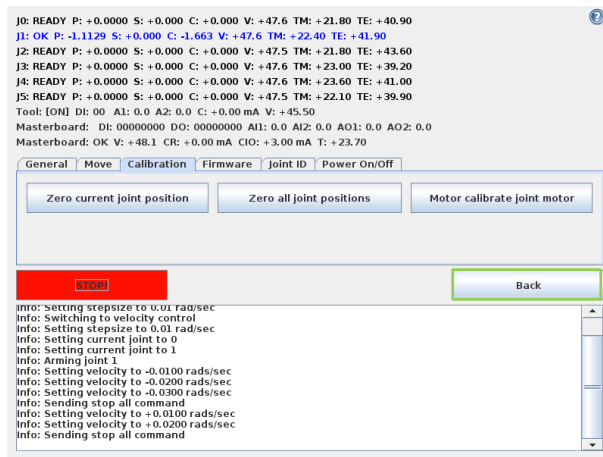 J0: READY P: +0.0000 S: +0.000 C: +0.000 V: +47.6 TM: +21.80 TE: +40.90
?
J1: OK P: -1.1129 S: +0.000 C: -1.663 V: +47.6 TM: +22.40 TE: +41.90
J2: READY P: +0.0000 S: +0.000 C: +0.000 V: +47.5 TM: +21.80 TE: +43.60
J3: READY P: +0.0000 S: +0.000 C: +0.000 V: +47.6 TM: +23.00 TE: +39.20
J4: READY P: +0.0000 S: +0.000 C: +0.000 V: +47.6 TM: +23.60 TE: +41.00
J5: READY P: +0.0000 S: +0.000 C: +0.000 V: +47.5 TM: +22.10 TE: +39.90
Tool: [ON] DI: 00 A1: 0.0 A2: 0.0 C: +0.00 mA V: +45.50
Masterboard: DI: 00000000 DO: 00000000 AI1: 0.0 AI2: 0.0 AO1: 0.0 AO2: 0.0
Masterboard: OK V: +48.1 CR: +0.00 mA CIO: +3.00 mA T: +23.70
General Move Calibration Firmware Joint ID Power On/Off
Zero current joint position Zero all joint positions Motor calibrate joint motor
STOP! Back
Info: Setting stepsize to 0.01 rad/sec
Info: Switching to velocity control
Info: Setting stepsize to 0.01 rad/sec
Info: Setting current joint to 0
Info: Setting current joint to 1
Info: Arming joint 1
Info: Setting velocity to -0.0100 rads/sec
Info: Setting velocity to -0.0200 rads/sec
Info: Setting velocity to -0.0300 rads/sec
Info: Sending stop all command
Info: Setting velocity to +0.0100 rads/sec
Info: Setting velocity to +0.0200 rads/sec
Info: Sending stop all command